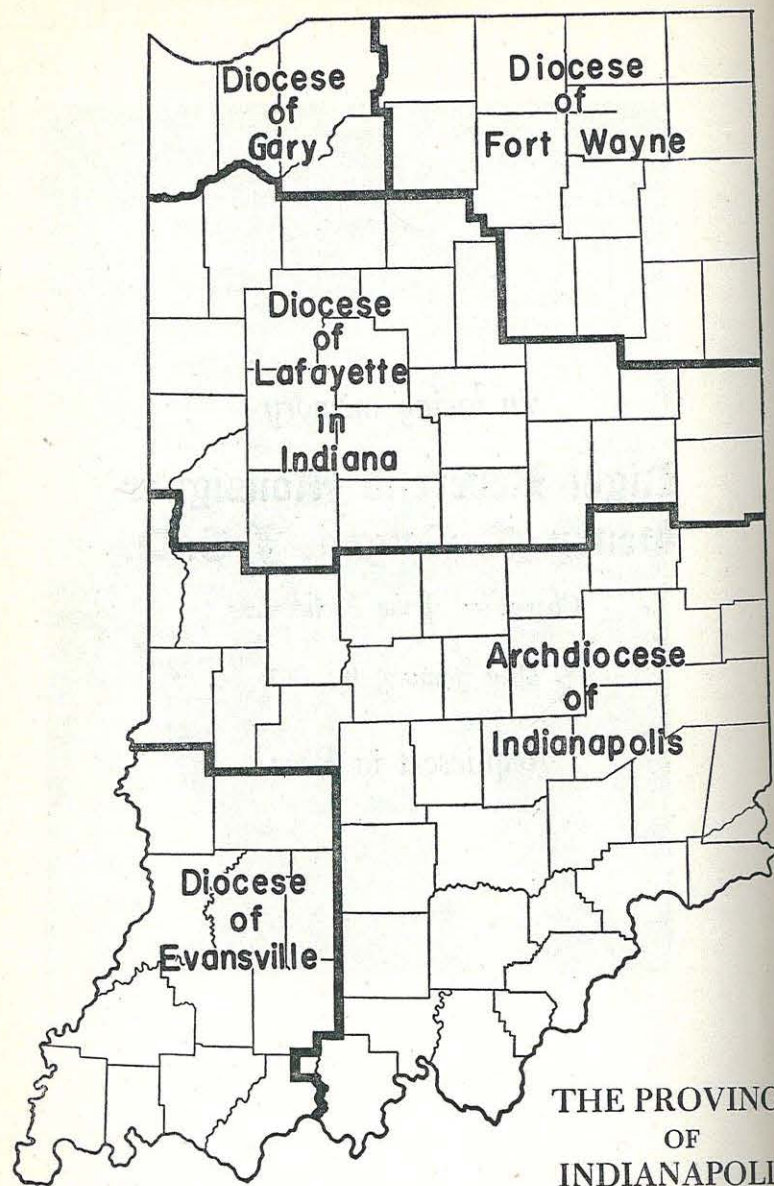 Diocese
of
Gary
Diocese
of
Fort Wayne
Diocese
of
Lafayette
in
Indiana
Archdiocese
of
Indianapolis
Diocese
of
Evansville
THE PROVINC
OF
INDIANAPOLI